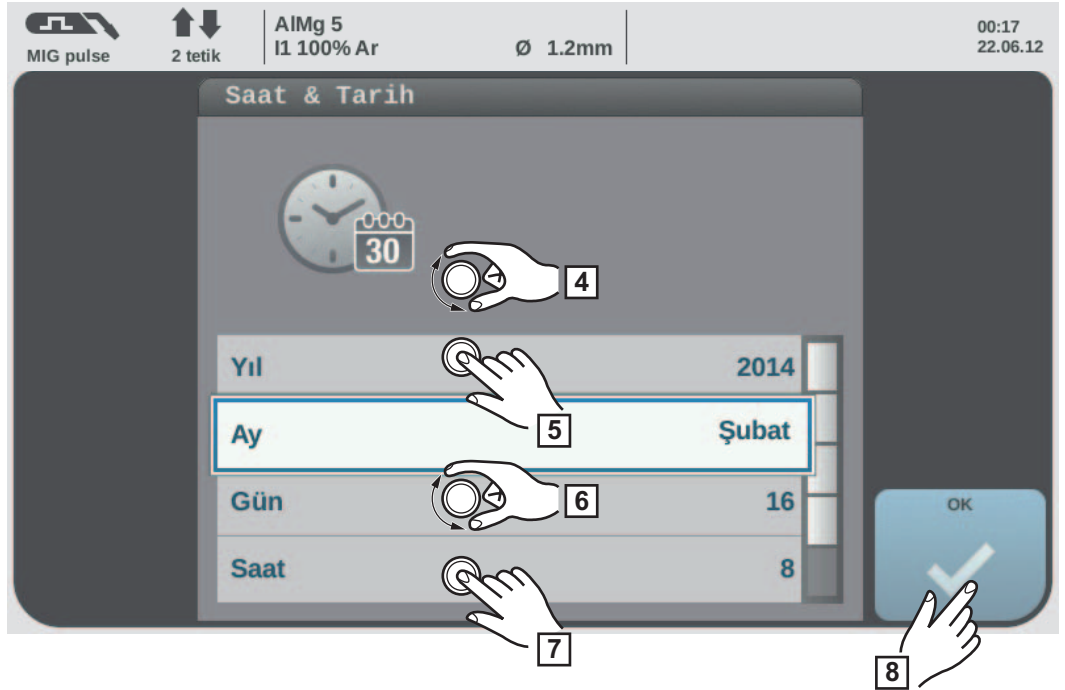 MIG pulse
2 tetik
AlMg 5
I1 100% Ar Ø 1.2mm
00:17
22.06.12
Saat & Tarih
30
4
Yıl 2014
5
Ay Şubat
Gün 16
6
OK
Saat 8
7
8